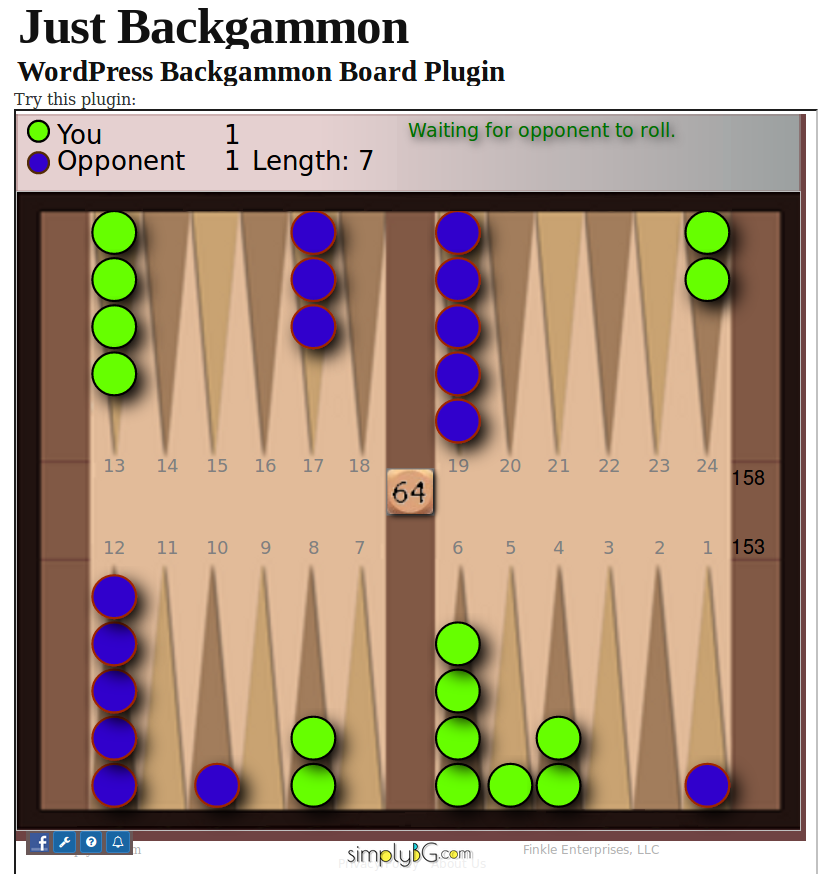 Just Backgammon
WordPress Backgammon Board Plugin
Try this plugin:
You 1
Waiting for opponent to roll.
Opponent 1 Length: 7
13 14 15 16 17 18 19 20 21 22 23 24
158
64
12 11 10 9 8 7 6 5 4 3 2 1
153
simplyBG.com
Finkle Enterprises, LLC
About Us